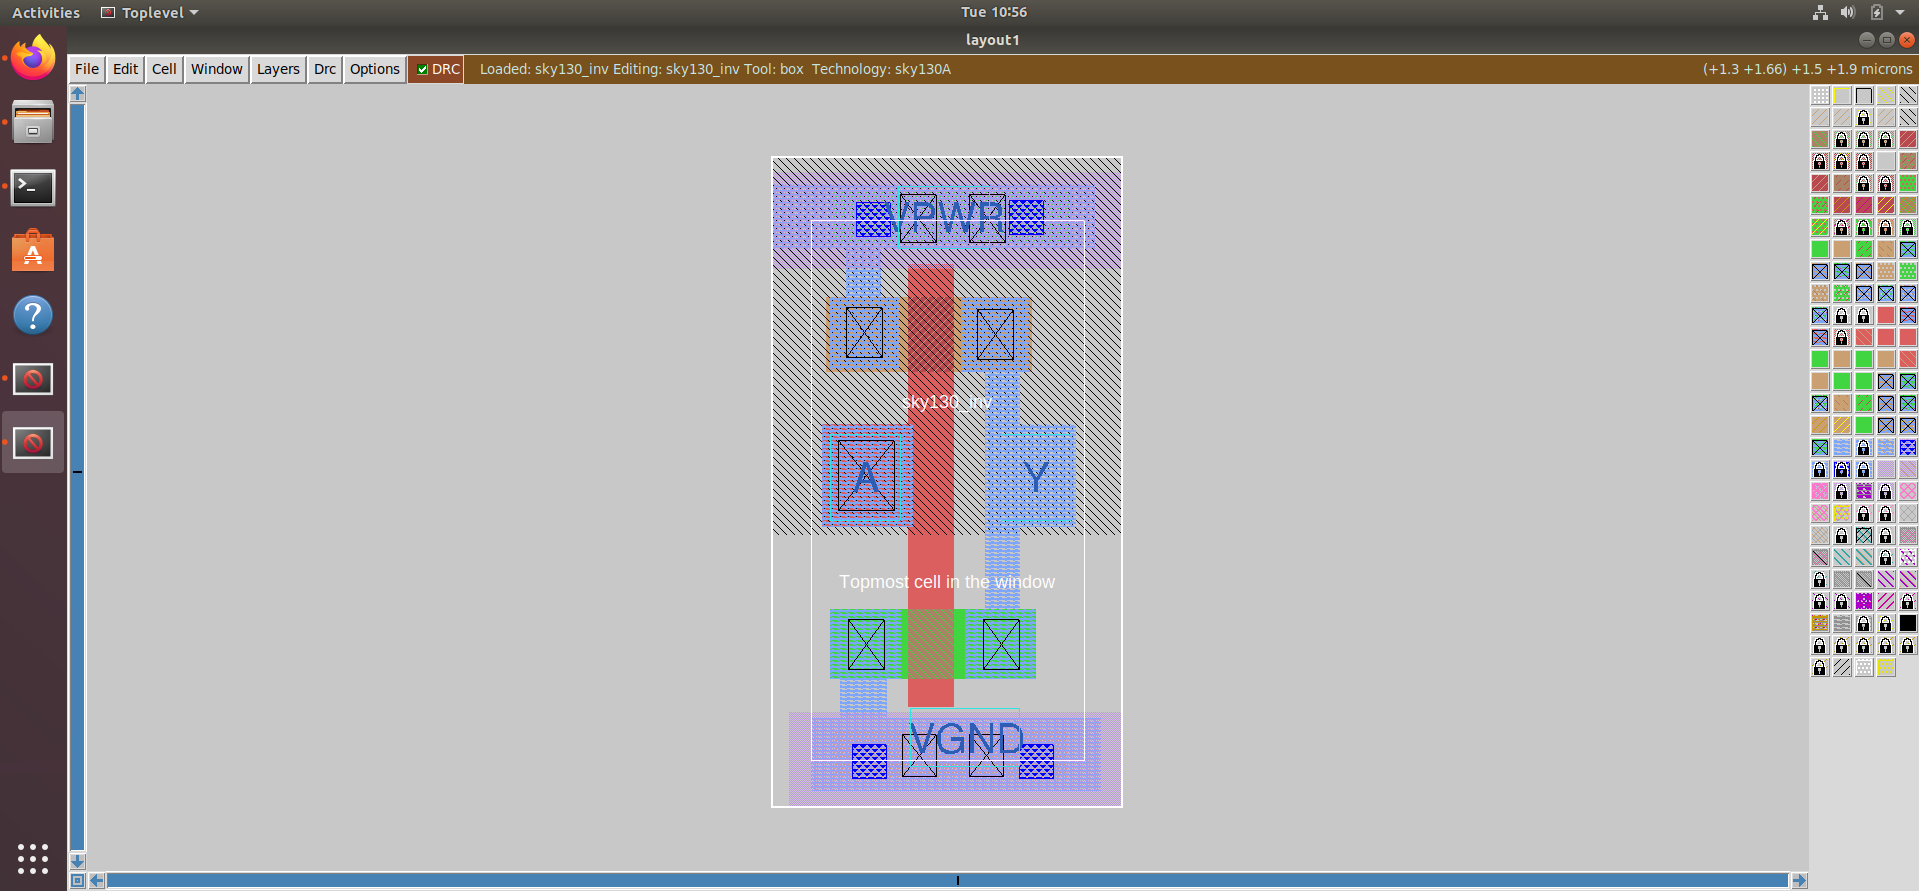 Activities Toplevel Tue 10:56
layout1
File Edit Cell Window Layers Drc Options DRC Loaded: sky130_inv Editing: sky130_inv Tool: box Technology: sky130A (+1.3 +1.66) +1.5 +1.9 microns
VPWR
sky130_inv
A Y
Topmost cell in the window
VGND